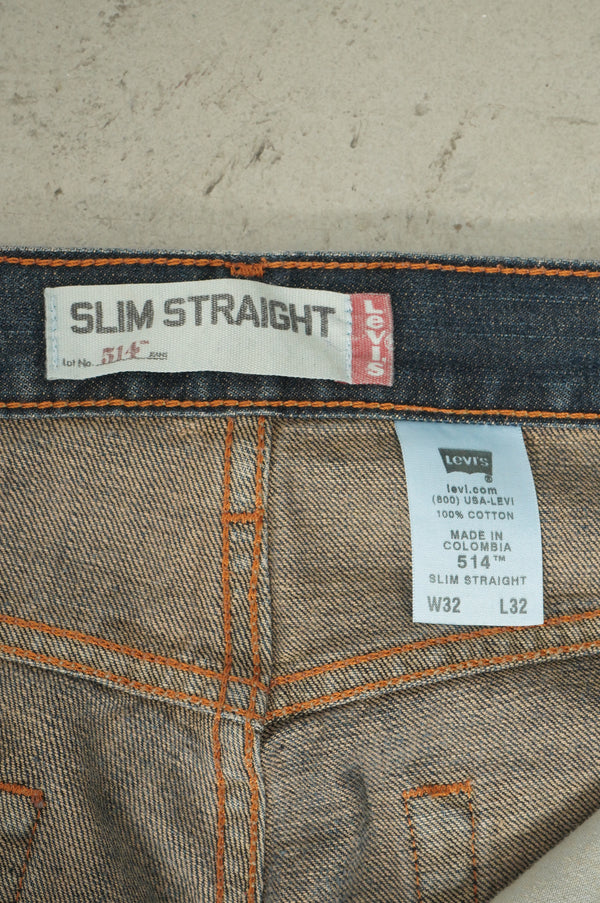 SLIM STRAIGHT
Lot No. 514™ JEANS
Levi's
Levi's
®
levi.com
(800) USA-LEVI
100% COTTON
MADE IN
COLOMBIA
514™
SLIM STRAIGHT
W32 L32